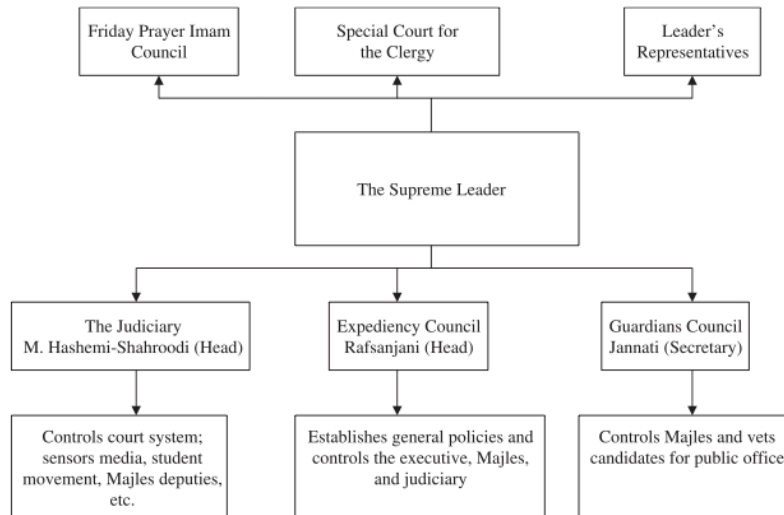 Friday Prayer Imam
Council
Special Court for
the Clergy
Leader's
Representatives
The Supreme Leader
The Judiciary
M. Hashemi-Shahroodi (Head)
Expediency Council
Rafsanjani (Head)
Guardians Council
Jannati (Secretary)
Controls court system;
sensors media, student
movement, Majles deputies,
etc.
Establishes general policies and
controls the executive, Majles,
and judiciary
Controls Majles and vets
candidates for public office